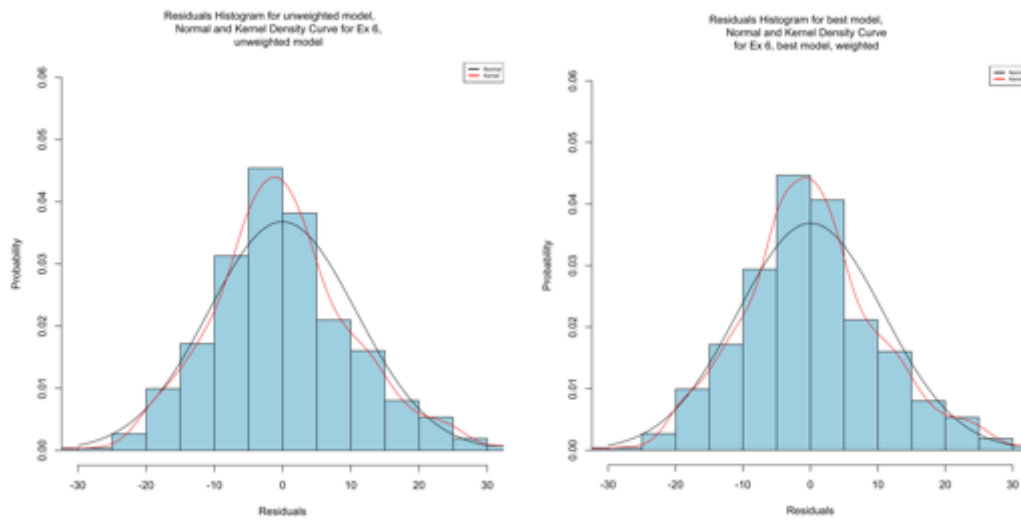 Residuals Histogram for unweighted model,
Normal and Kernel Density Curve for Ex 6,
unweighted model
Normal
Kernel
0.06
0.05
0.04
0.03
0.02
0.01
0.00
Probability
-30 -20 -10 0 10 20 30
Residuals
Residuals Histogram for best model,
Normal and Kernel Density Curve
for Ex 6, best model, weighted
Norm
Kerne
0.06
0.05
0.04
0.03
0.02
0.01
0.00
Probability
-30 -20 -10 0 10 20 30
Residuals